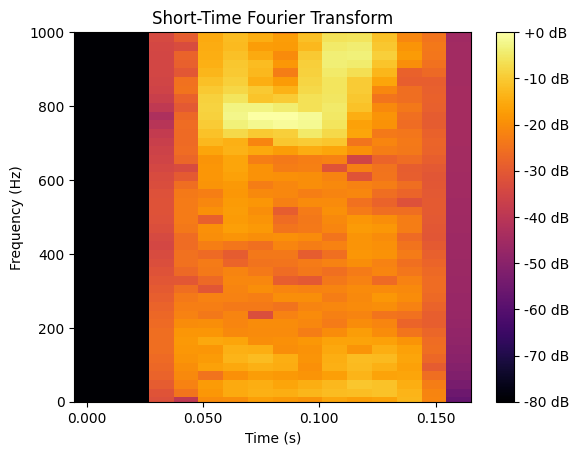 Short-Time Fourier Transform
1000
800
600
400
200
0
Frequency (Hz)
0.000
0.050
0.100
0.150
Time (s)
+0 dB
-10 dB
-20 dB
-30 dB
-40 dB
-50 dB
-60 dB
-70 dB
-80 dB